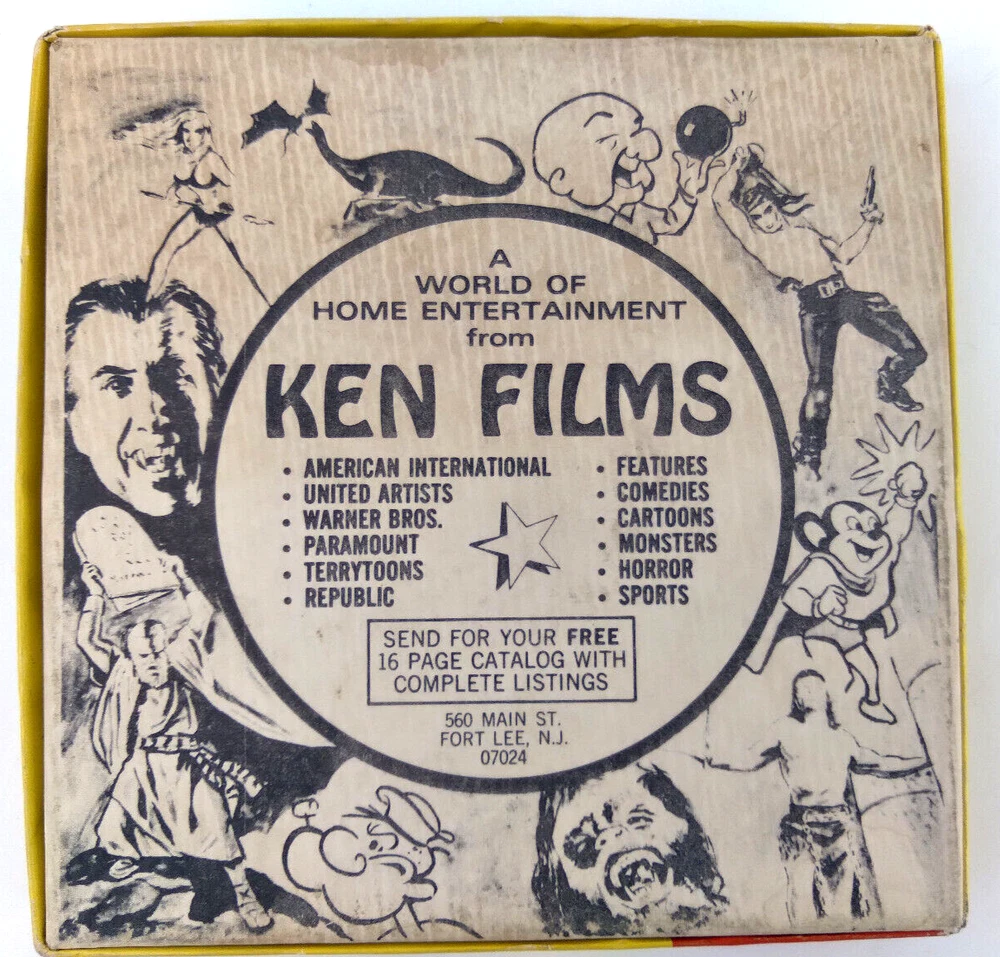 A
WORLD OF
HOME ENTERTAINMENT
from
KEN FILMS
• AMERICAN INTERNATIONAL
• UNITED ARTISTS
• WARNER BROS.
• PARAMOUNT
• TERRYTOONS
• REPUBLIC
• FEATURES
• COMEDIES
• CARTOONS
• MONSTERS
• HORROR
• SPORTS
SEND FOR YOUR FREE
16 PAGE CATALOG WITH
COMPLETE LISTINGS
560 MAIN ST.
FORT LEE, N.J.
07024